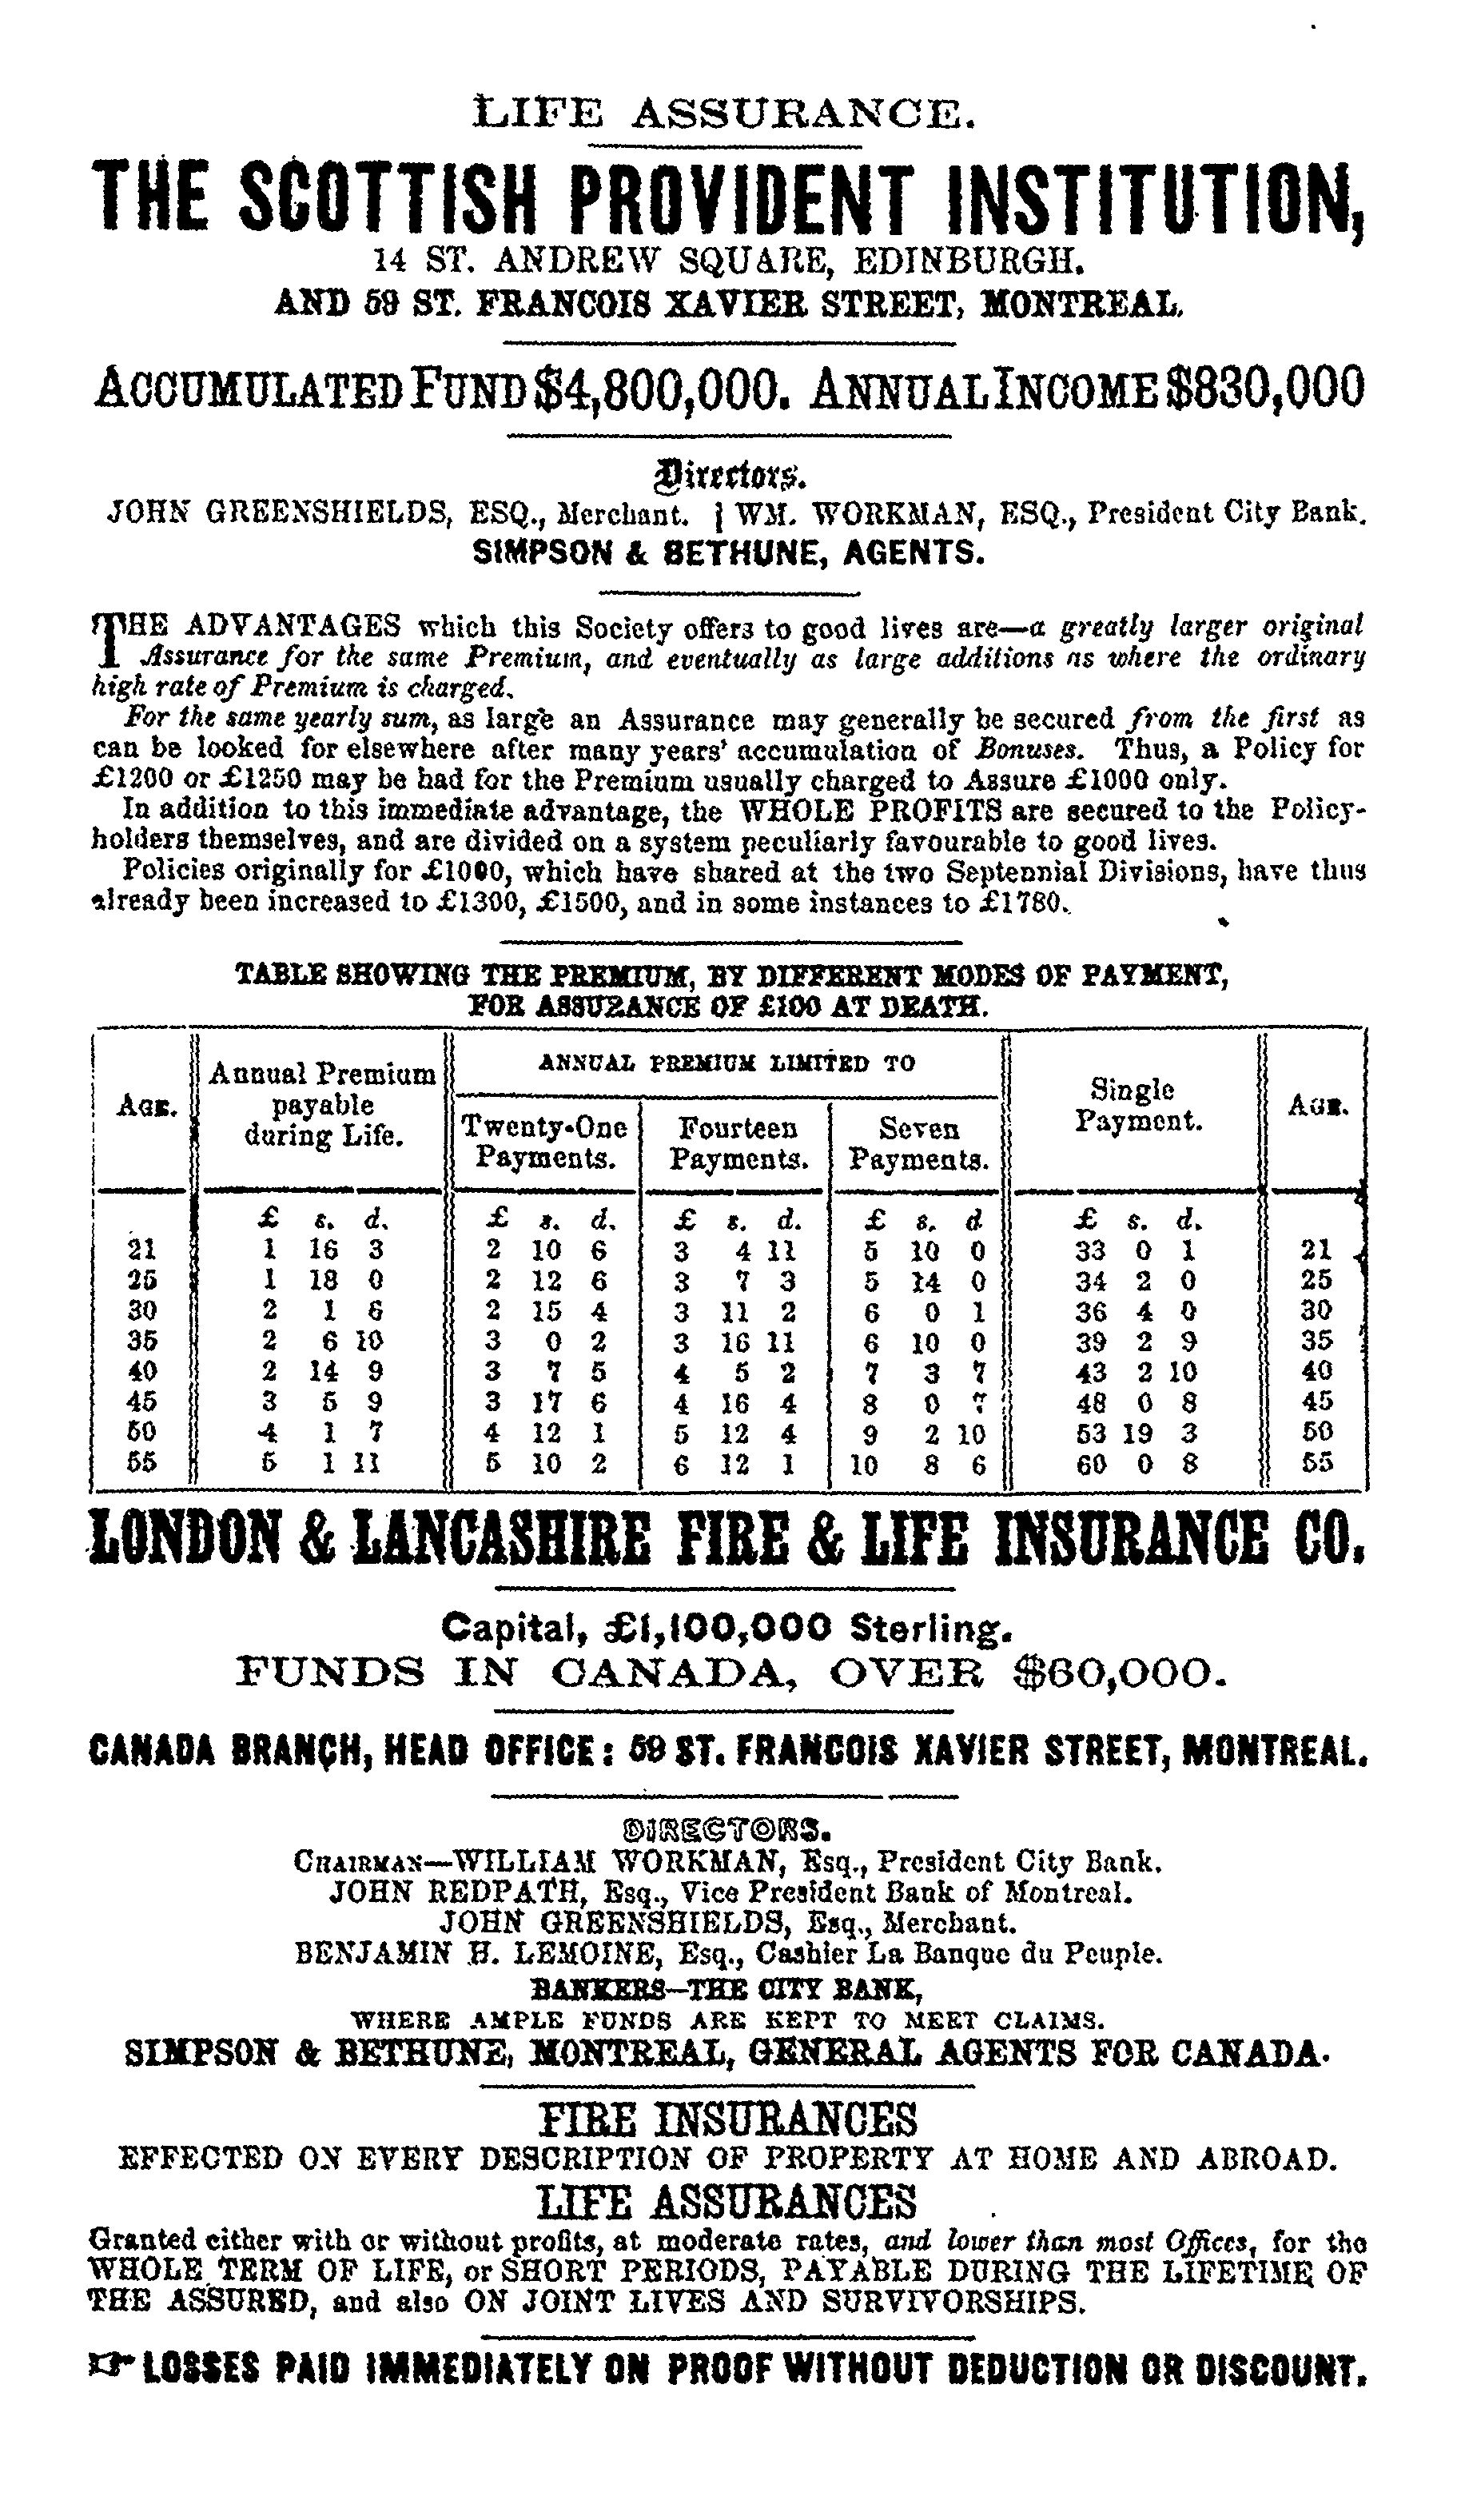 LIFE ASSURANCE.
THE SCOTTISH PROVIDENT INSTITUTION,
14 ST. ANDREW SQUARE, EDINBURGH.
AND 59 ST. FRANCOIS XAVIER STREET, MONTREAL.
ACCUMULATED FUND $4,800,000. ANNUAL INCOME $830,000
Directors.
JOHN GREENSHIELDS, ESQ., Merchant. | WM. WORKMAN, ESQ., President City Bank.
SIMPSON & BETHUNE, AGENTS.
THE ADVANTAGES which this Society offers to good lives are—a greatly larger original
Assurance for the same Premium, and eventually as large additions as where the ordinary
high rate of Premium is charged.
For the same yearly sum, as large an Assurance may generally be secured from the first as
can be looked for elsewhere after many years' accumulation of Bonuses. Thus, a Policy for
£1200 or £1250 may be had for the Premium usually charged to Assure £1000 only.
In addition to this immediate advantage, the WHOLE PROFITS are secured to the Policy-
holders themselves, and are divided on a system peculiarly favourable to good lives.
Policies originally for £1000, which have shared at the two Septennial Divisions, have thus
already been increased to £1300, £1500, and in some instances to £1780.
TABLE SHOWING THE PREMIUM, BY DIFFERENT MODES OF PAYMENT,
FOR ASSURANCE OF £100 AT DEATH.
AGE. Annual Premium payable during Life. ANNUAL PREMIUM LIMITED TO Single Payment. AGE.
Twenty-One Payments. Fourteen Payments. Seven Payments.
£ s. d. £ s. d. £ s. d. £ s. d £ s. d.
21 1 16 3 2 10 6 3 4 11 5 10 0 33 0 1 21
25 1 18 0 2 12 6 3 7 3 5 14 0 34 2 0 25
30 2 1 6 2 15 4 3 11 2 6 0 1 36 4 0 30
35 2 6 10 3 0 2 3 16 11 6 10 0 39 2 9 35
40 2 14 9 3 7 5 4 5 2 7 3 7 43 2 10 40
45 3 5 9 3 17 6 4 16 4 8 0 7 48 0 8 45
50 4 1 7 4 12 1 5 12 4 9 2 10 53 19 3 50
55 5 1 11 5 10 2 6 12 1 10 8 6 60 0 8 55
LONDON & LANCASHIRE FIRE & LIFE INSURANCE CO.
Capital, £1,100,000 Sterling.
FUNDS IN CANADA, OVER $60,000.
CANADA BRANCH, HEAD OFFICE: 59 ST. FRANCOIS XAVIER STREET, MONTREAL.
DIRECTORS.
CHAIRMAN—WILLIAM WORKMAN, Esq., President City Bank.
JOHN REDPATH, Esq., Vice President Bank of Montreal.
JOHN GREENSHIELDS, Esq., Merchant.
BENJAMIN H. LEMOINE, Esq., Cashier La Banque du Peuple.
BANKERS—THE CITY BANK,
WHERE AMPLE FUNDS ARE KEPT TO MEET CLAIMS.
SIMPSON & BETHUNE, MONTREAL, GENERAL AGENTS FOR CANADA.
FIRE INSURANCES
EFFECTED ON EVERY DESCRIPTION OF PROPERTY AT HOME AND ABROAD.
LIFE ASSURANCES
Granted either with or without profits, at moderate rates, and lower than most Offices, for the
WHOLE TERM OF LIFE, or SHORT PERIODS, PAYABLE DURING THE LIFETIME OF
THE ASSURED, and also ON JOINT LIVES AND SURVIVORSHIPS.
☞ LOSSES PAID IMMEDIATELY ON PROOF WITHOUT DEDUCTION OR DISCOUNT.